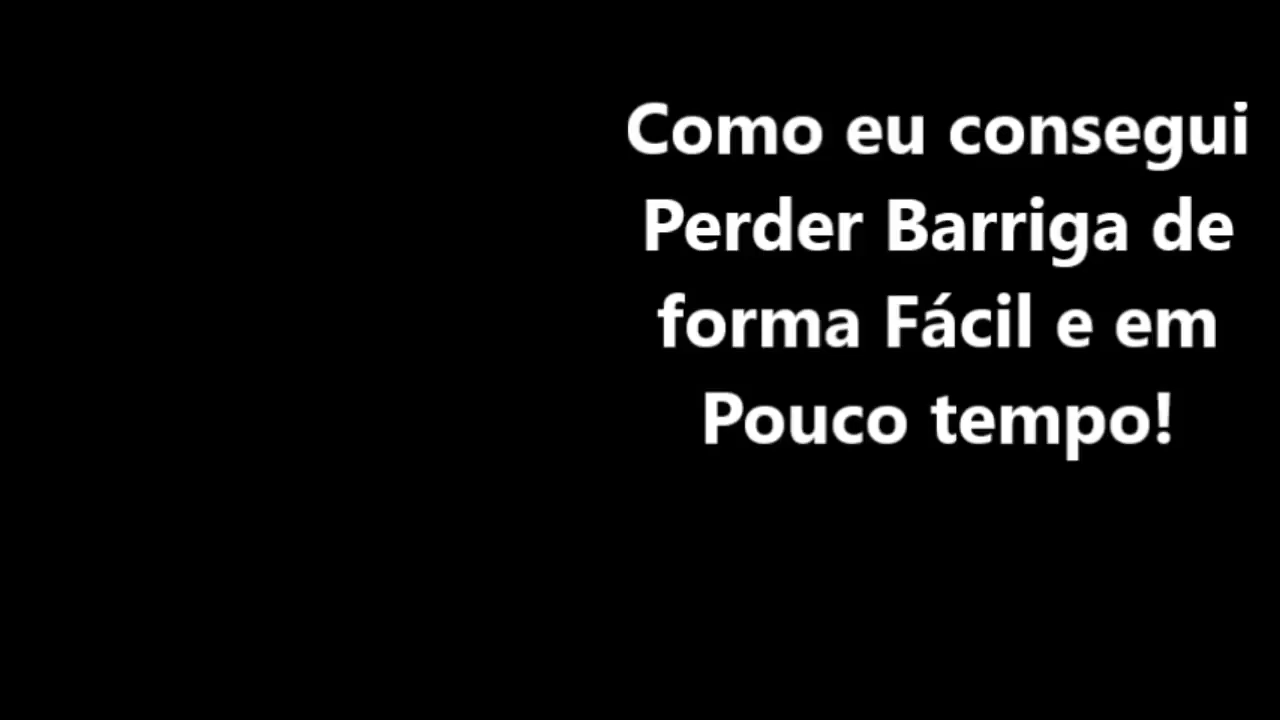 Como eu consegui
Perder Barriga de
forma Fácil e em
Pouco tempo!